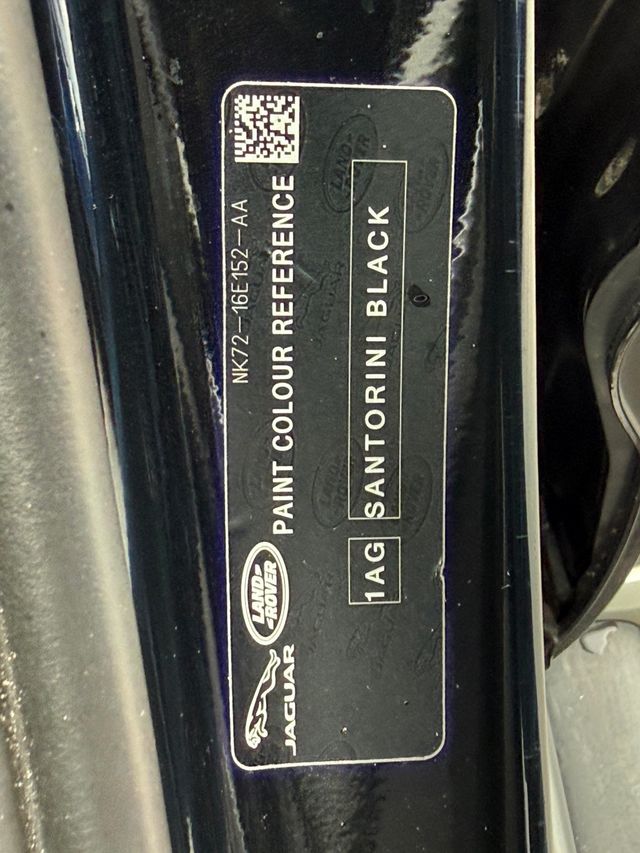 NK72-16E152-AA
JAGUAR
LAND-
-ROVER
PAINT COLOUR REFERENCE
1AG
SANTORINI BLACK